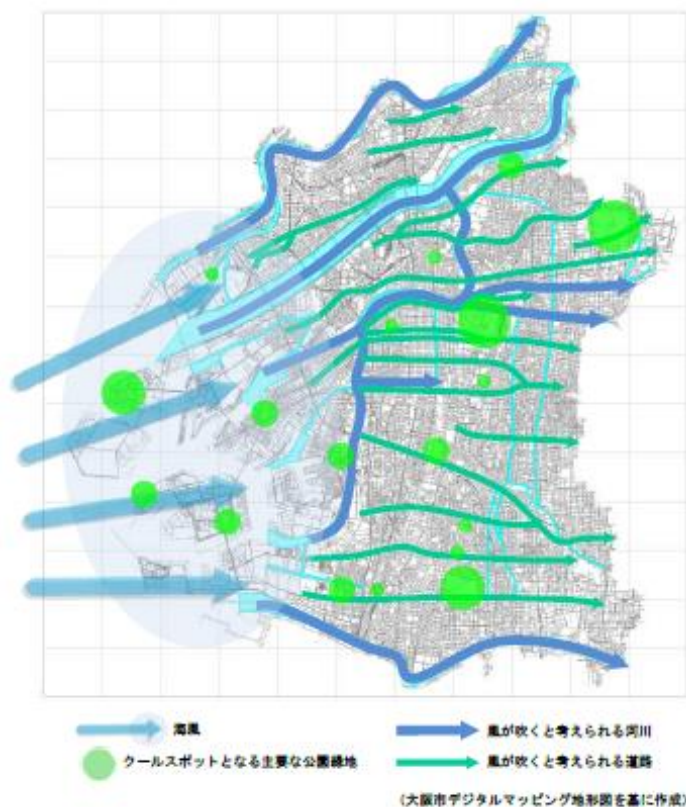 海風
風が吹くと考えられる河川
クールスポットとなる主要な公園緑地
風が吹くと考えられる道路
(大阪市デジタルマッピング地形図を基に作成)